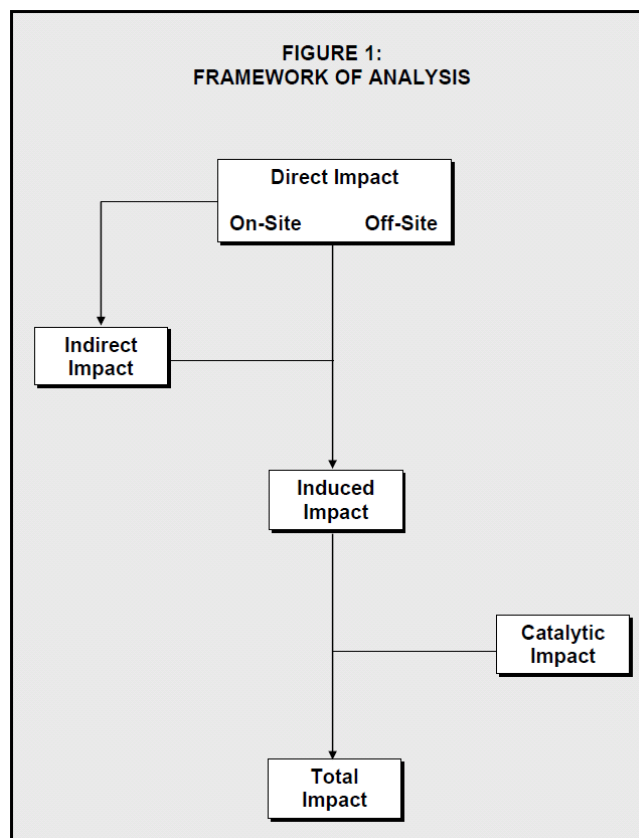 FIGURE 1:
FRAMEWORK OF ANALYSIS
Direct Impact
On-Site Off-Site
Indirect
Impact
Induced
Impact
Catalytic
Impact
Total
Impact